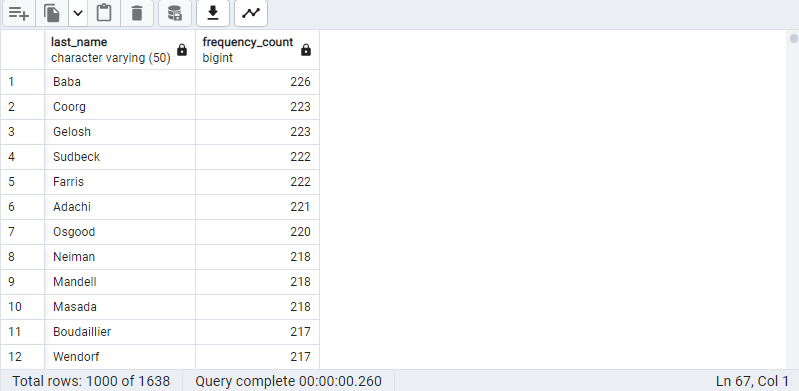 last_name frequency_count
character varying (50) bigint
1 Baba 226
2 Coorg 223
3 Gelosh 223
4 Sudbeck 222
5 Farris 222
6 Adachi 221
7 Osgood 220
8 Neiman 218
9 Mandell 218
10 Masada 218
11 Boudaillier 217
12 Wendorf 217
Total rows: 1000 of 1638 Query complete 00:00:00.260 Ln 67, Col 1